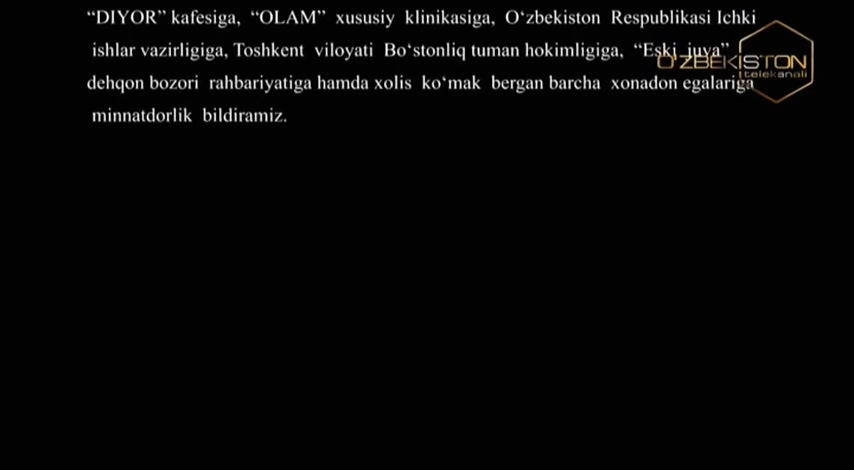 “DIYOR” kafesiga, “OLAM” xususiy klinikasiga, O‘zbekiston Respublikasi Ichki
ishlar vazirligiga, Toshkent viloyati Bo‘stonliq tuman hokimligiga, “Eski juva”
O‘ZBEKISTON
telekanali
dehqon bozori rahbariyatiga hamda xolis ko‘mak bergan barcha xonadon egalariga
minnatdorlik bildiramiz.